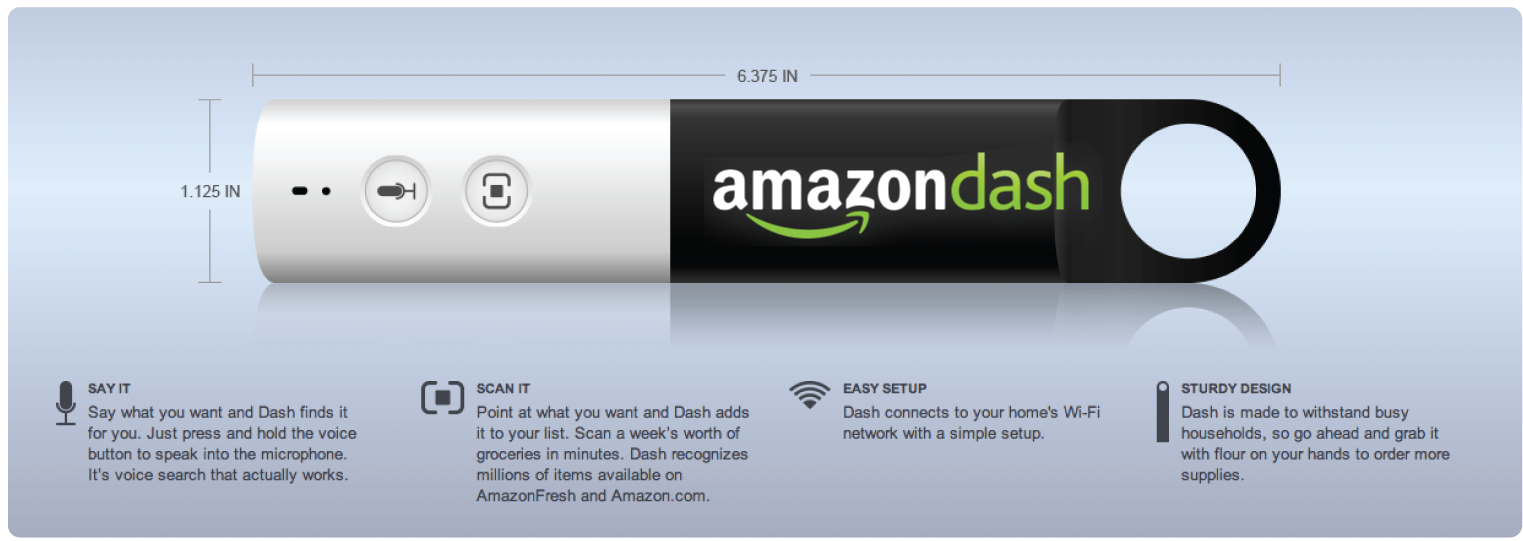 6.375 IN
1.125 IN
amazondash
SAY IT
Say what you want and Dash finds it
for you. Just press and hold the voice
button to speak into the microphone.
It's voice search that actually works.
SCAN IT
Point at what you want and Dash adds
it to your list. Scan a week's worth of
groceries in minutes. Dash recognizes
millions of items available on
AmazonFresh and Amazon.com.
EASY SETUP
Dash connects to your home's Wi-Fi
network with a simple setup.
STURDY DESIGN
Dash is made to withstand busy
households, so go ahead and grab it
with flour on your hands to order more
supplies.